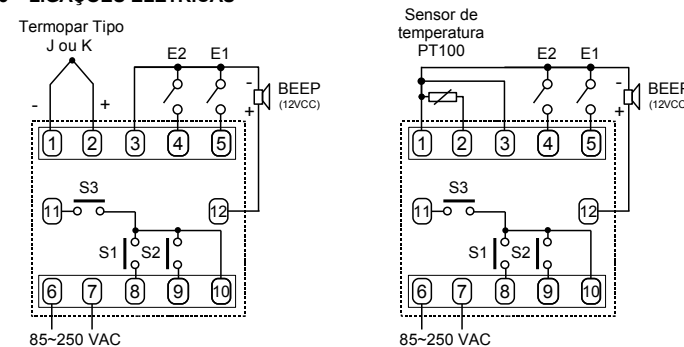 LIGAÇÕES ELÉTRICAS
Termopar Tipo
J ou K
- +
E2 E1
-
BEEP
(12VCC)
+
1 2 3 4 5
S3
11 12
S1 S2
6 7 8 9 10
85~250 VAC
Sensor de
temperatura
PT100
E2 E1
-
BEEP
(12VCC
+
1 2 3 4 5
S3
11 12
S1 S2
6 7 8 9 10
85~250 VAC